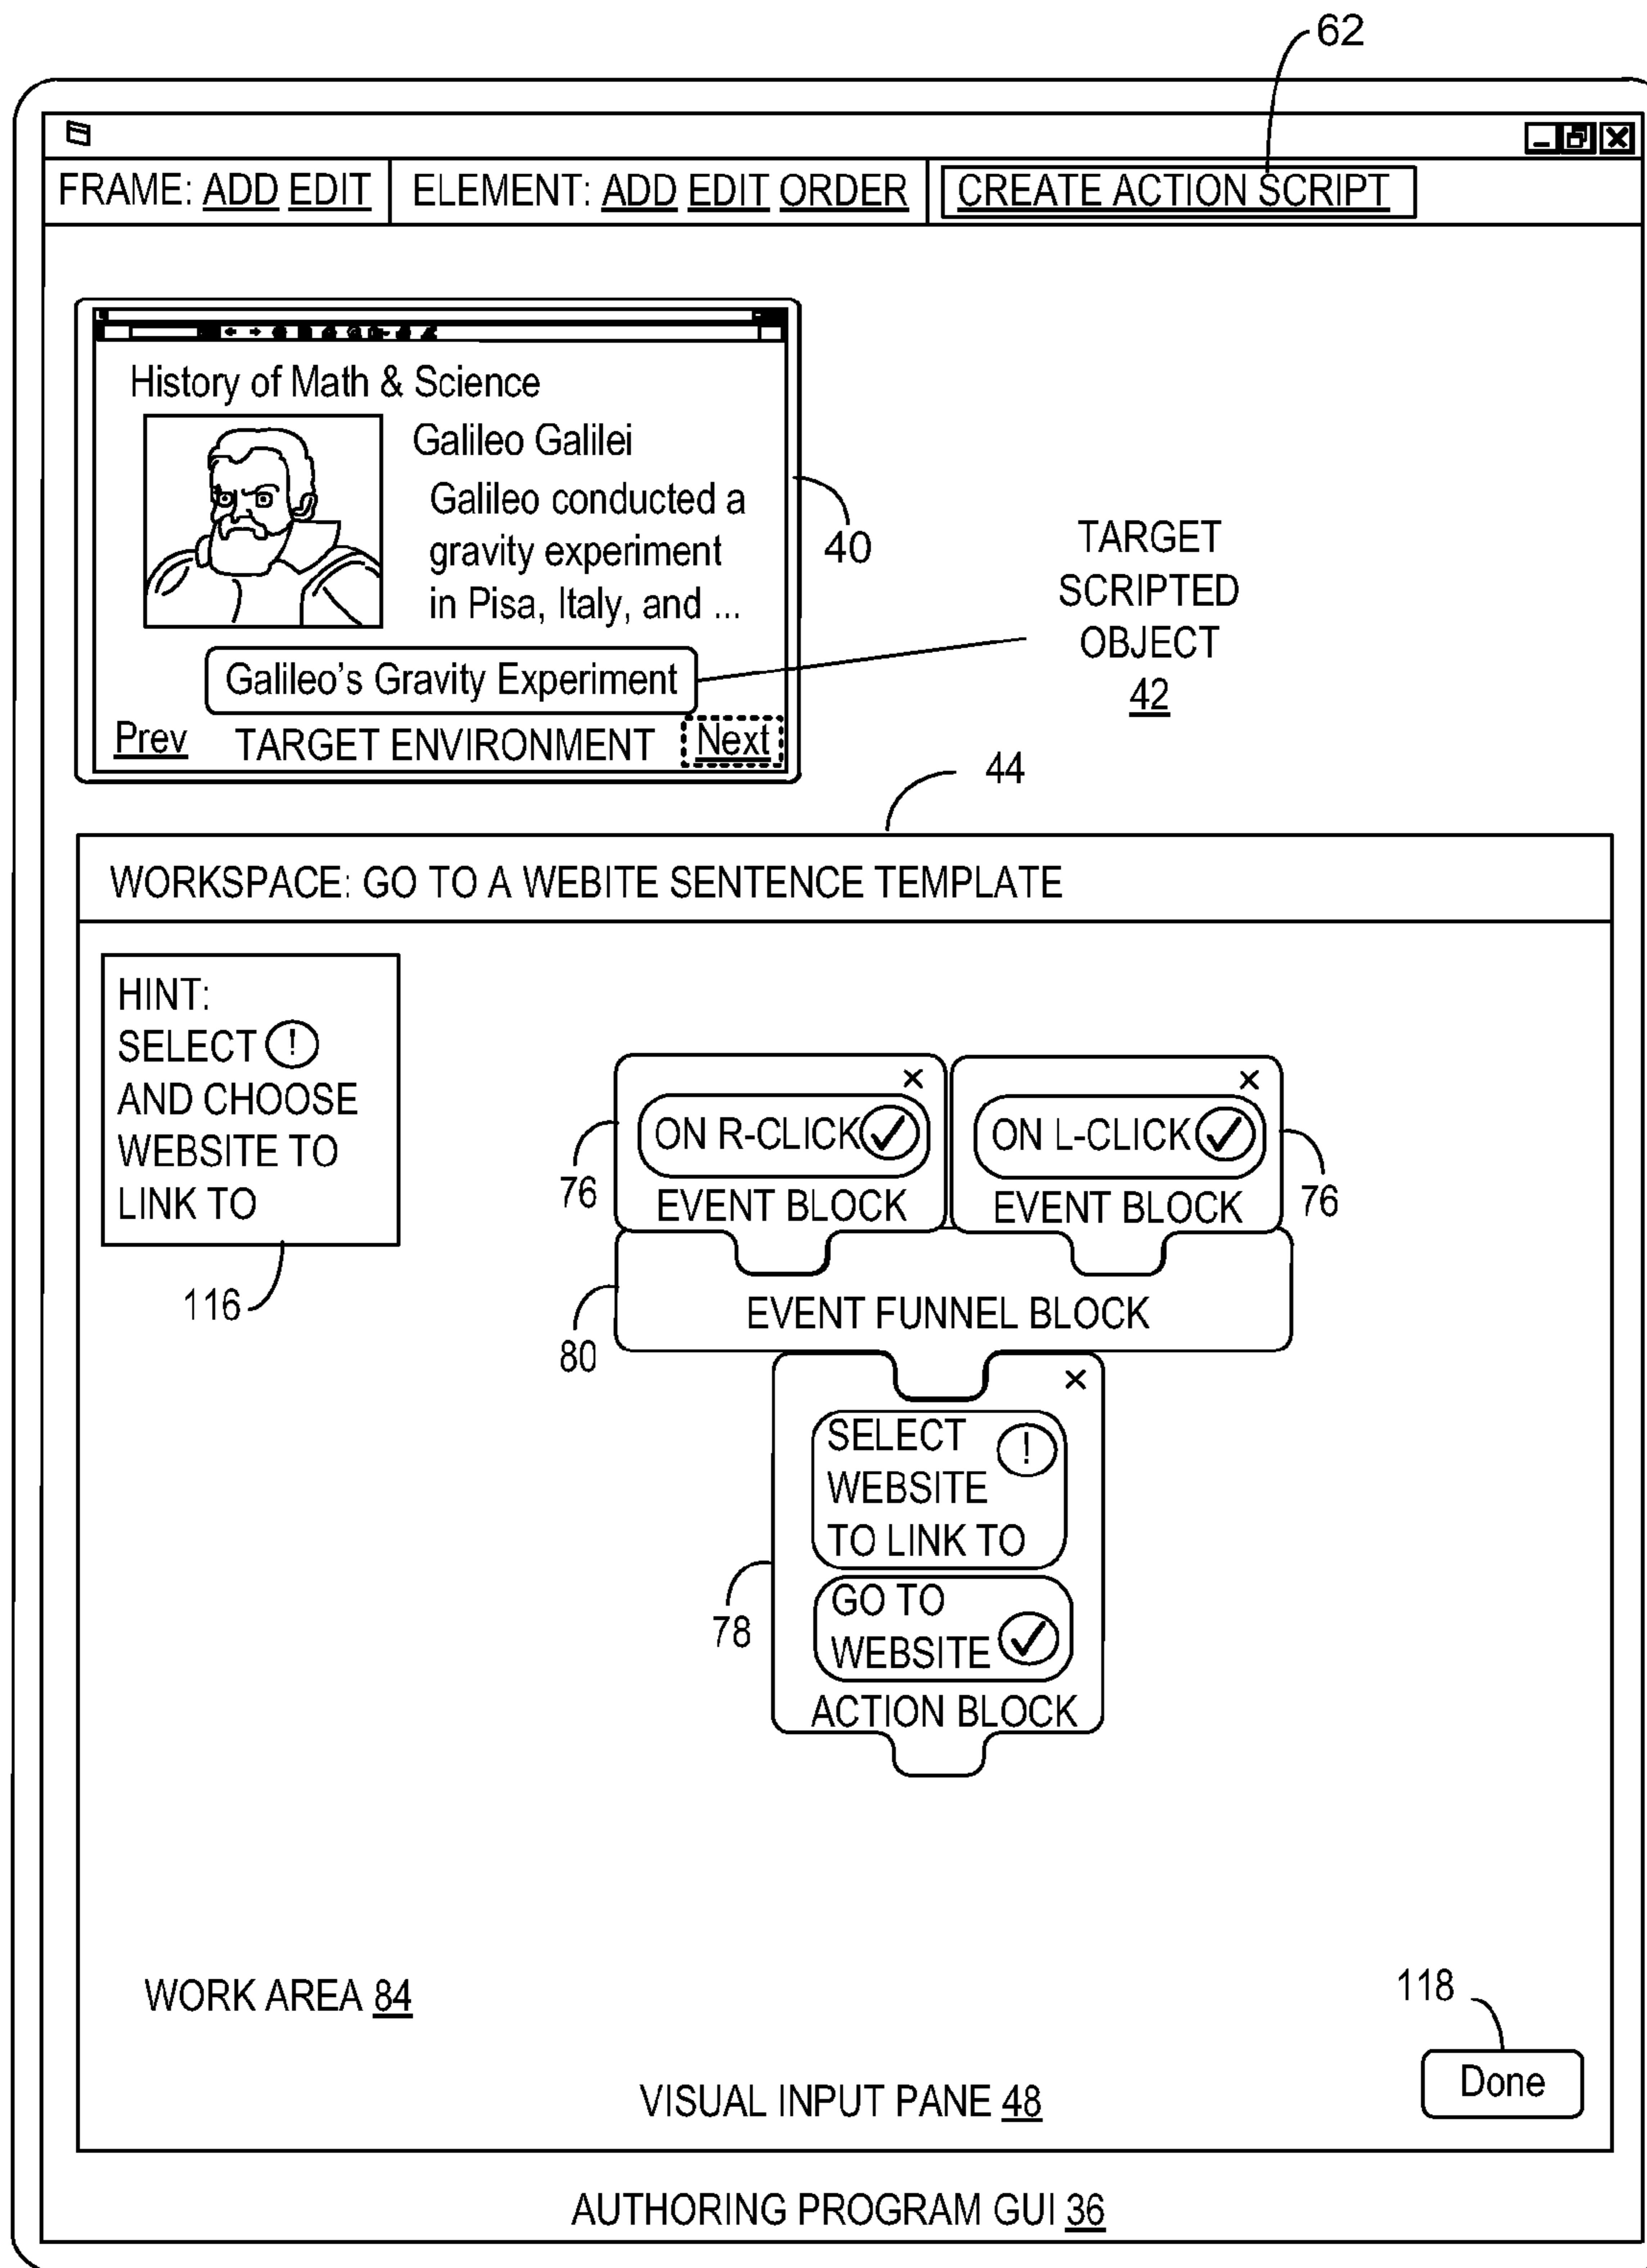 62
FRAME: ADD EDIT
ELEMENT: ADD EDIT ORDER
CREATE ACTION SCRIPT
History of Math & Science
Galileo Galilei
Galileo conducted a
gravity experiment
in Pisa, Italy, and ...
40
Galileo's Gravity Experiment
Prev
TARGET ENVIRONMENT
Next
TARGET
SCRIPTED
OBJECT
42
44
WORKSPACE: GO TO A WEBITE SENTENCE TEMPLATE
HINT:
SELECT !
AND CHOOSE
WEBSITE TO
LINK TO
116
ON R-CLICK
EVENT BLOCK
76
ON L-CLICK
EVENT BLOCK
76
EVENT FUNNEL BLOCK
80
SELECT !
WEBSITE
TO LINK TO
GO TO
WEBSITE
ACTION BLOCK
78
WORK AREA 84
118
Done
VISUAL INPUT PANE 48
AUTHORING PROGRAM GUI 36